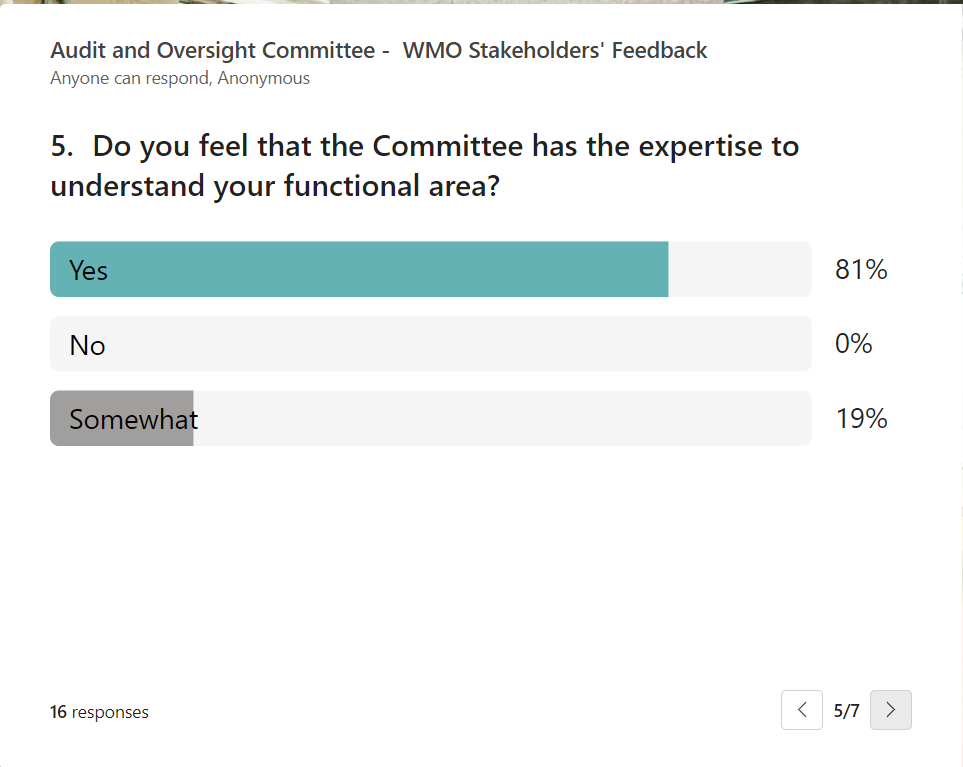 Audit and Oversight Committee -  WMO Stakeholders' Feedback
Anyone can respond, Anonymous
5.  Do you feel that the Committee has the expertise to
understand your functional area?
Yes 81%
No 0%
Somewhat 19%
16 responses 5/7